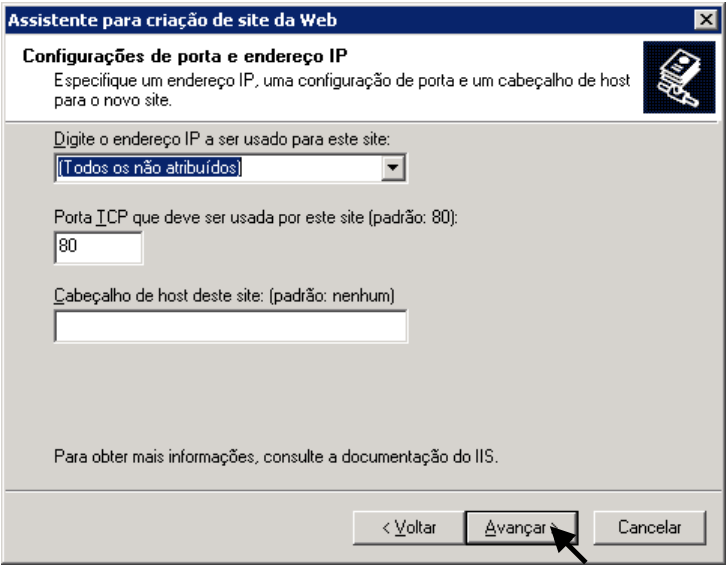 Assistente para criação de site da Web
Configurações de porta e endereço IP
Especifique um endereço IP, uma configuração de porta e um cabeçalho de host
para o novo site.
Digite o endereço IP a ser usado para este site:
(Todos os não atribuídos)
Porta TCP que deve ser usada por este site (padrão: 80):
80
Cabeçalho de host deste site: (padrão: nenhum)
Para obter mais informações, consulte a documentação do IIS.
< Voltar
Avançar >
Cancelar